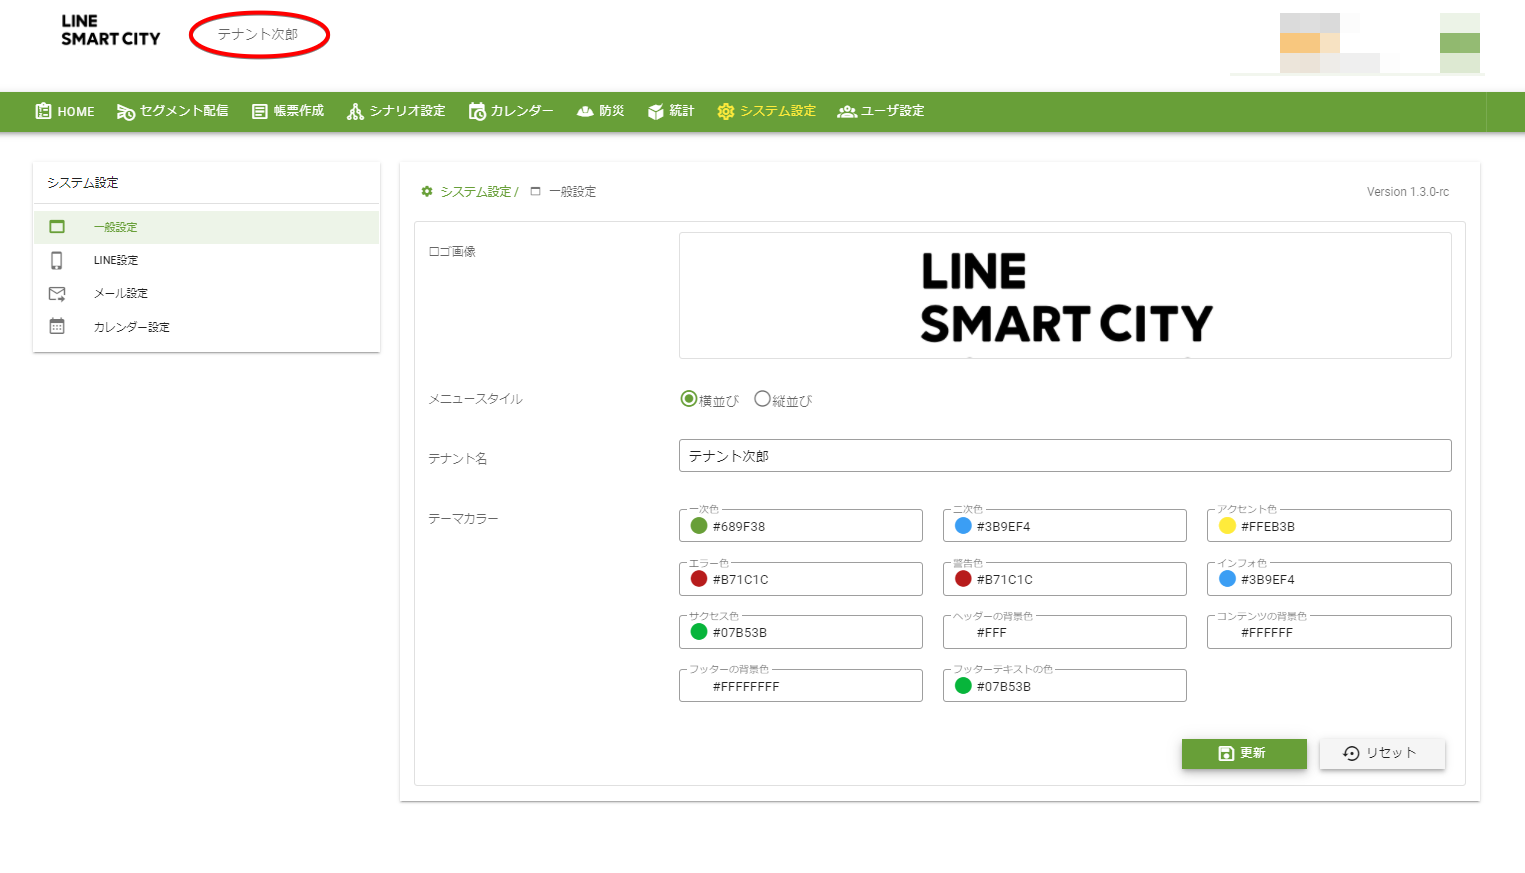 LINE
SMART CITY
テナント次郎
HOME セグメント配信 帳票作成 シナリオ設定 カレンダー 防災 統計 システム設定 ユーザ設定
システム設定
一般設定
LINE設定
メール設定
カレンダー設定
システム設定 / 一般設定 Version 1.3.0-rc
ロゴ画像
LINE
SMART CITY
メニュースタイル 横並び 縦並び
テナント名 テナント次郎
テーマカラー
一次色 二次色 アクセント色
#689F38 #3B9EF4 #FFEB3B
エラー色 警告色 インフォ色
#B71C1C #B71C1C #3B9EF4
サクセス色 ヘッダーの背景色 コンテンツの背景色
#07B53B #FFF #FFFFFF
フッターの背景色 フッターテキストの色
#FFFFFFFF #07B53B
更新 リセット